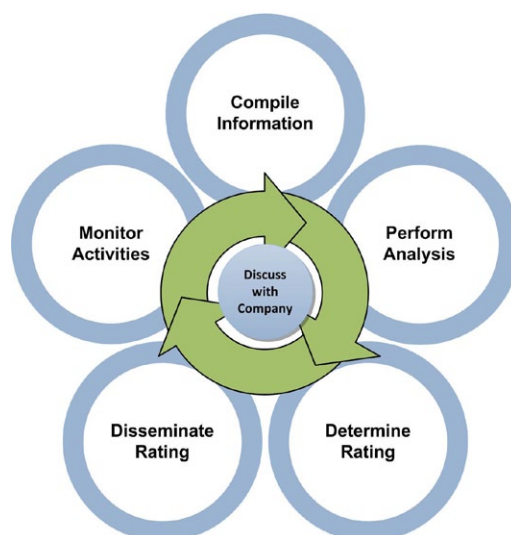 Compile
Information
Perform
Analysis
Determine
Rating
Disseminate
Rating
Monitor
Activities
Discuss
with
Company